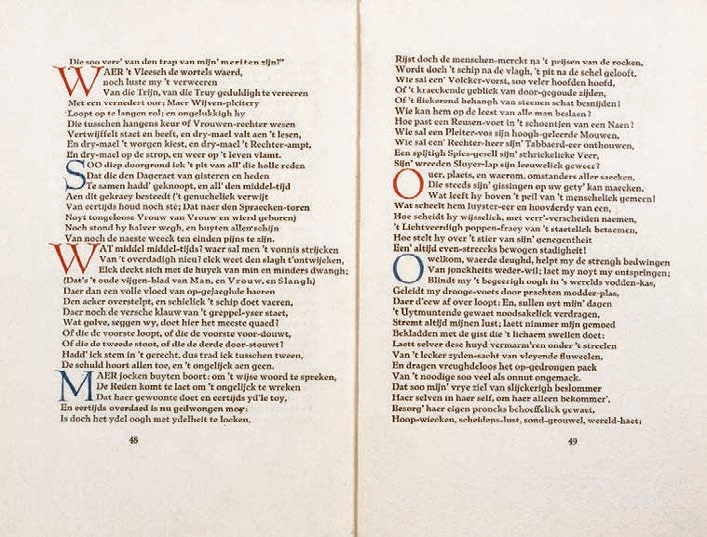 Die soo verr' van den trap van mijn' meriten zijn?"
WAER 't Vleesch de wortels waerd,
noch luste my 't vereeren
Van die Trijn, van die Truy geduldigh te vereeren
Met een vernedert oor; Maer Wijven-pleitery
Loopt op langen rol; en ongelukkigh hy
Die tusschen hangens keur of Vrouwen-rechter wesen
Vertwijffelt staet en beeft, en dry-mael valt aen 't lesen,
En dry-mael 't worgen kiest, en dry-mael 't Rechter-ampt,
En dry-mael op de strop, en weer op 't leven vlamt.
SOO diep doorgrond ick 't pit van all' die holle reden
Dat die den Dageraet van gisteren en heden
Te samen hadd' geknoopt, en all' den middel-tijd
Aen dit gekraey besteedt ('t genuchelick verwijt
Van eertijds houd noch sté; Dat naer den Spraecken-toren
Noyt tongeloose Vrouw van Vrouw en wierd geboren)
Noch stond hy halver wegh, en buyten aller schijn
Van noch de naeste weeck ten einden pijns te zijn.
WAT middel middel-tijds? waer sal men 't vonnis strijcken
Van 't overdadigh nieu? elck weet den slagh t'ontwijcken,
Elck deckt sich met de huyck van min en minders dwangh;
(Dat's 't oude vijgen-blad van Man, en Vrouw, en Slangh)
Daer dan een volle vloed van op-gejaeghde baeren
Den acker overstelpt, en schielick 't schip doet vaeren,
Daer noch de versche klauw van 't greppel-yser staet,
Wat golve, seggen wy, doet hier het meeste quaed?
Of die de voorste loopt, of die de voorste voor-douwt,
Of die de tweede stoot, of die de derde door-stouwt?
Hadd' ick stem in 't gerecht, dus trad ick tusschen tween,
De schuld hoort allen toe, en 't ongelijck aen geen.
MAER jocken buyten boort: om 't wijse woord te spreken,
De Reden komt te laet om 't ongelijck te wreken
Dat haer gewoonte doet en eertijds yd'le toy,
En eertijds overdaed is nu gedwongen moy:
Is doch het ydel oogh met ydelheit te locken,
48
Rijst doch de menschen-merckt na 't prijsen van de rocken,
Wordt doch 't schip na de vlagh, 't pit na de schel gelooft.
Wie sal een' Volcker-vorst, soo veler hoofden hoofd,
Of 't kraeckende geblick van door-gegoude zijden,
Of 't flickerend behangh van steenen schat besnijden?
Wie kan hem op de leest van alle man beslaen?
Hoe past een Reusen-voet in 't schoentjen van een Naen?
Wie sal een Pleiter-vos sijn hoogh-geleerde Mouwen,
Wie sal een' Rechter-heer sijn' Tabbaerd-eer onthouwen,
Een spijtigh Spies-gesell sijn' schrickelicke Veer,
Sijn' wreeden Sluyer-lap sijn leeuwelick geweer?
Ouer, plaets, en waerom, omstanders aller saecken,
Die steeds sijn' gissingen op uw gety' kan maecken.
Wat leeft hy boven 't peil van 't menschelick gemeen!
Wat scheelt hem luyster-eer en hooverdy van een,
Hoe scheidt hy wijsselick, met verr'-verscheiden naemen,
't Lichtveerdigh poppen-fraey van 't staetelick betaemen,
Hoe stelt hy over 't stier van sijn' genegentheit
Een' altijd even-streecks bewogen stadigheit!
O welkom, waerde deughd, helpt my de strengh bedwingen
Van jonckheits weder-wil; laet my noyt my ontspringen;
Blindt my 't begeerigh oogh in 's werelds vodden-kas,
Geleidt my drooge-voets door prachten modder-plas,
Daer d'eew af over loopt: En, sullen oyt mijn' dagen
't Uytmuntende gewaet noodsakelick verdragen,
Stremt altijd mijnen lust; laett nimmer mijn gemoed
Bekladden met de gist die 't lichaem swellen doet:
Laett selver dese huyd vermarm'ren onder 't streelen
Van 't lecker zyden-sacht van vleyende fluweelen,
En dragen vreughdeloos het op-gedrongen pack
Van 't noodige soo veel als onnut ongemack.
Dat soo mijn' vrye ziel van slijckerigh beslommer
Haer selven in haer self, om haer alleen bekommer',
Besorg' haer eigen proncks behoeffelick gewaet,
Hoop-wiecken, scheidens-lust, sond-grouwel, wereld-haet;
49